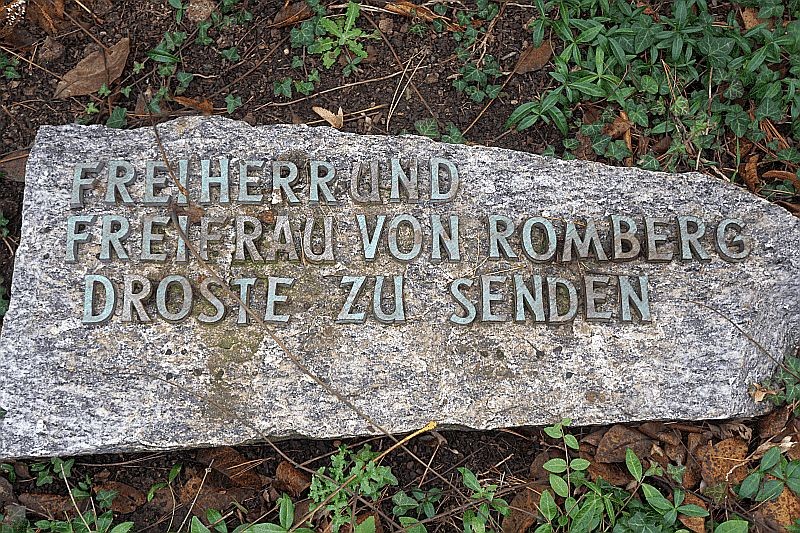 FREIHERR UND
FREIFRAU VON ROMBERG
DROSTE ZU SENDEN